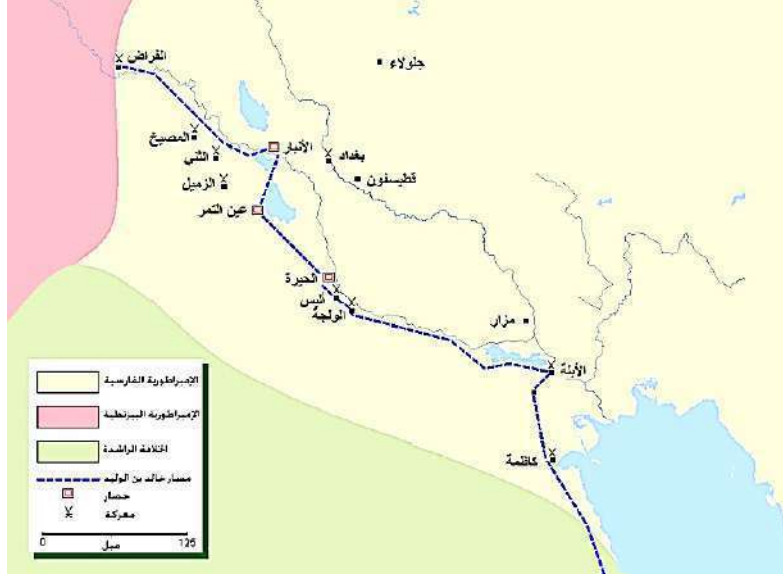 الفراض
جلولاء
المصيخ
الثني
الأنبار
بغداد
الزميل
قطيسفون
عين التمر
الحيرة
أليس
الولجة
مزار
الأبلة
كاظمة
الإمبراطورية الفارسية
الإمبراطورية البيزنطية
الخلافة الراشدة
مسار خالد بن الوليد
حصار
معركة
0 125
ميل